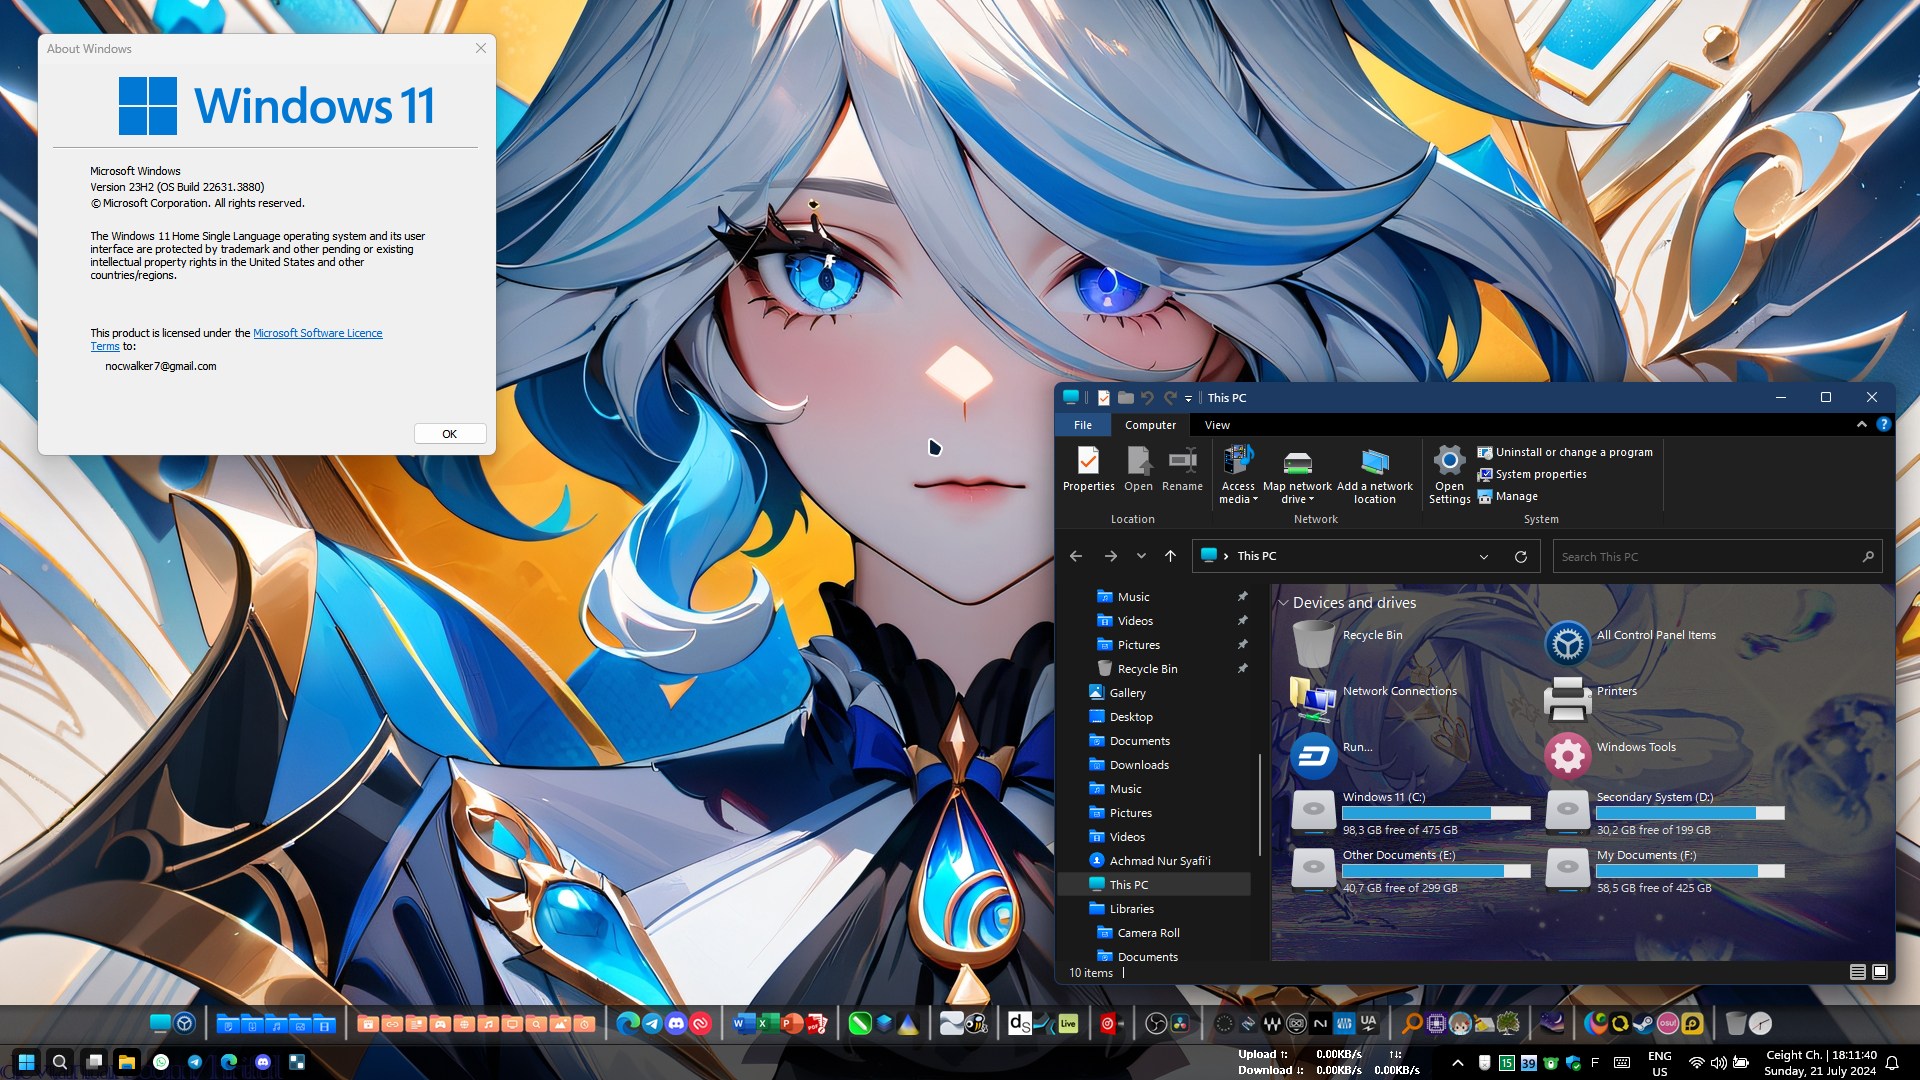 About Windows
Windows 11
Microsoft Windows
Version 23H2 (OS Build 22631.3880)
© Microsoft Corporation. All rights reserved.
The Windows 11 Home Single Language operating system and its user
interface are protected by trademark and other pending or existing
intellectual property rights in the United States and other
countries/regions.
This product is licensed under the Microsoft Software Licence
Terms to:
nocwalker7@gmail.com
OK
This PC
File
Computer
View
Properties
Open
Rename
Location
Access
media
Map network
drive
Add a network
location
Network
Open
Settings
Uninstall or change a program
System properties
Manage
System
This PC
Search This PC
Music
Videos
Pictures
Recycle Bin
Gallery
Desktop
Documents
Downloads
Music
Pictures
Videos
Achmad Nur Syafi'i
This PC
Libraries
Camera Roll
Documents
Devices and drives
Recycle Bin
All Control Panel Items
Network Connections
Printers
Run...
Windows Tools
Windows 11 (C:)
98,3 GB free of 475 GB
Secondary System (D:)
30,2 GB free of 199 GB
Other Documents (E:)
40,7 GB free of 299 GB
My Documents (F:)
58,5 GB free of 425 GB
10 items
Live
UA
osu!
Upload ↑: 0.00KB/s ↑↓:
Download ↓: 0.00KB/s 0.00KB/s
15
39
F
ENG
US
Ceight Ch. | 18:11:40
Sunday, 21 July 2024